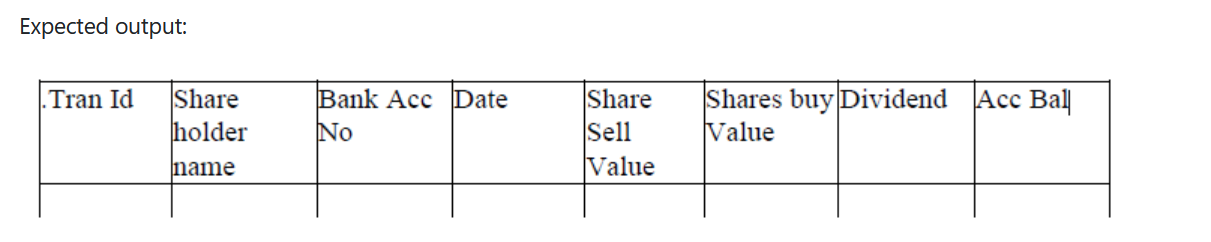 Expected output:
.Tran Id Share Bank Acc Date Share Shares buy Dividend Acc Bal
holder No Sell Value
name Value